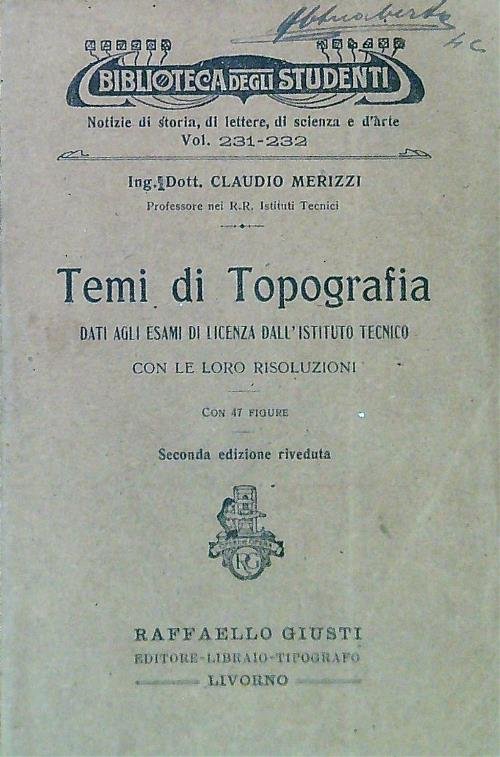 BIBLIOTECA DEGLI STUDENTI
Notizie di storia, di lettere, di scienza e d'arte
Vol. 231-232
Ing. Dott. CLAUDIO MERIZZI
Professore nei R.R. Istituti Tecnici
Temi di Topografia
DATI AGLI ESAMI DI LICENZA DALL'ISTITUTO TECNICO
CON LE LORO RISOLUZIONI
CON 47 FIGURE
Seconda edizione riveduta
RG
RAFFAELLO GIUSTI
EDITORE-LIBRAIO-TIPOGRAFO
LIVORNO